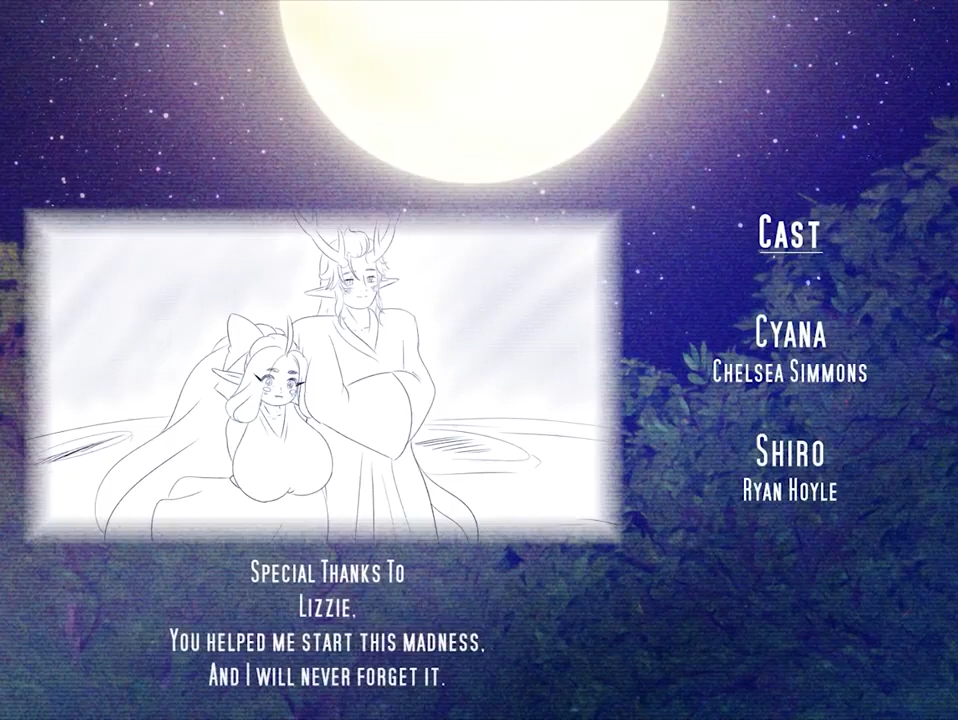 Cast
Cyana
Chelsea Simmons
Shiro
Ryan Hoyle
Special Thanks To
Lizzie,
You helped me start this madness,
And I will never forget it.